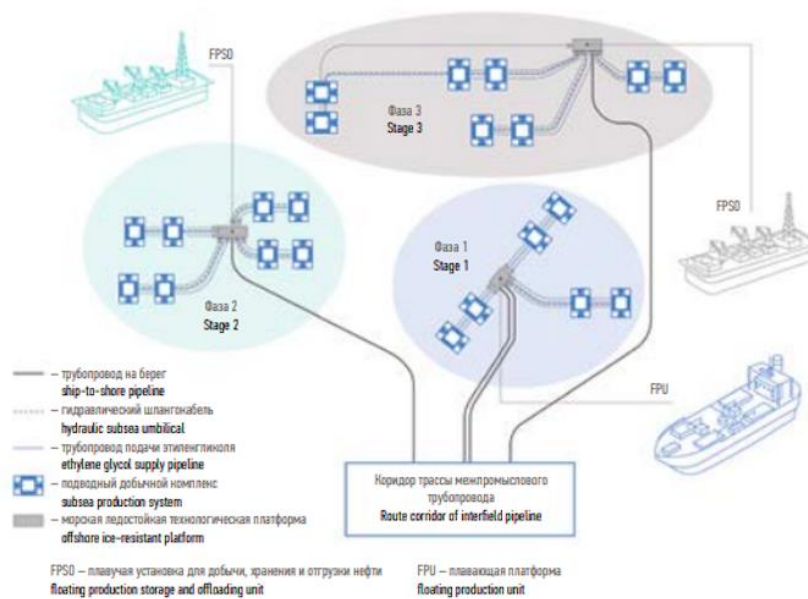 FPSO
Фаза 3
Stage 3
FPSO
Фаза 1
Stage 1
Фаза 2
Stage 2
FPU
– трубопровод на берег
ship-to-shore pipeline
– гидравлический шлангокабель
hydraulic subsea umbilical
– трубопровод подачи этиленгликоля
ethylene glycol supply pipeline
– подводный добычной комплекс
subsea production system
– морская ледостойкая технологическая платформа
offshore ice-resistant platform
Коридор трассы межпромыслового
трубопровода
Route corridor of interfield pipeline
FPSO – плавучая установка для добычи, хранения и отгрузки нефти
floating production storage and offloading unit
FPU – плавающая платформа
floating production unit